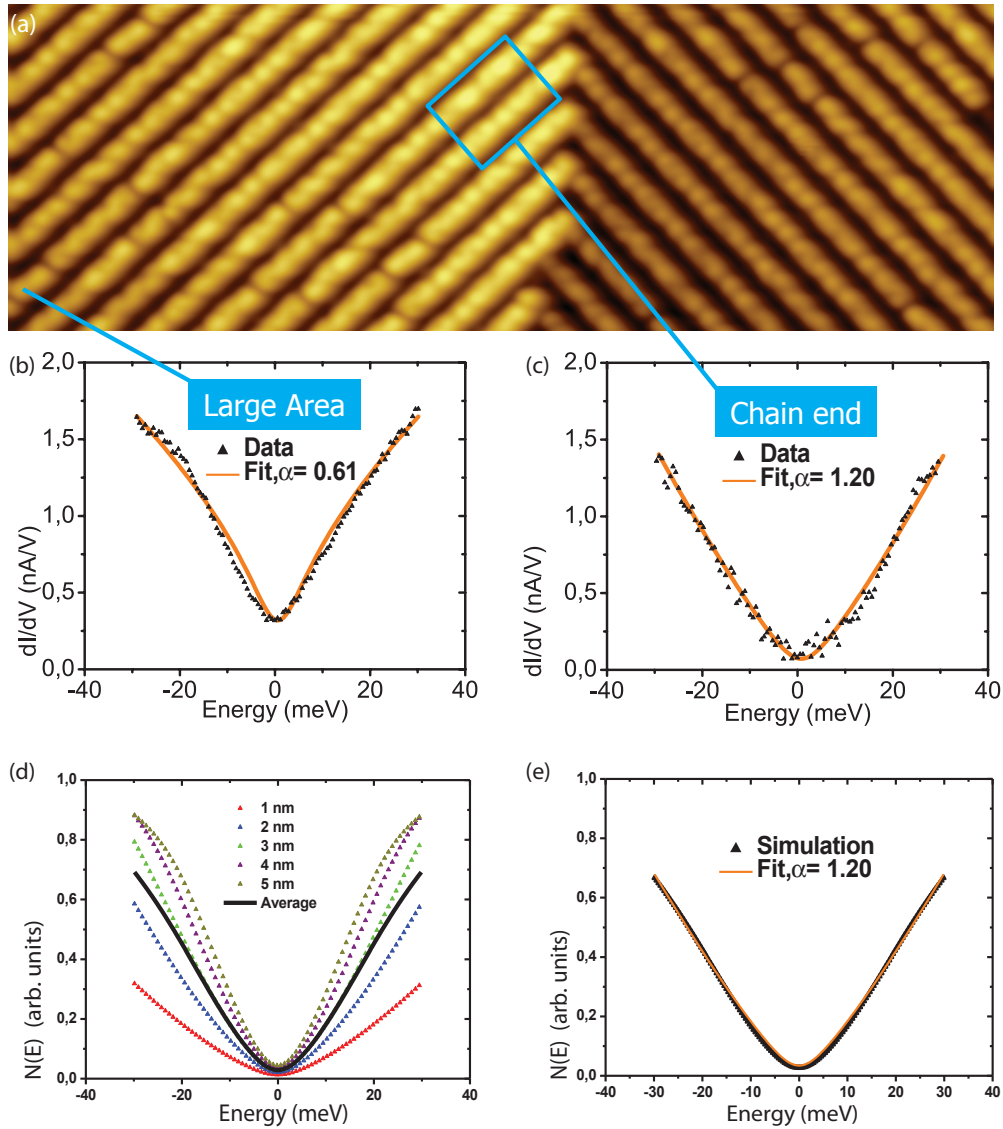 (a)
(b)
2,0
1,5
1,0
0,5
0,0
dI/dV (nA/V)
Large Area
Data
Fit,α= 0.61
-40
-20
0
20
40
Energy (meV)
(c)
2,0
1,5
1,0
0,5
0,0
dI/dV (nA/V)
Chain end
Data
Fit,α= 1.20
-40
-20
0
20
40
Energy (meV)
(d)
1,0
0,8
0,6
0,4
0,2
0,0
N(E) (arb. units)
1 nm
2 nm
3 nm
4 nm
5 nm
Average
-40
-20
0
20
40
Energy (meV)
(e)
1,0
0,8
0,6
0,4
0,2
0,0
N(E) (arb. units)
Simulation
Fit,α= 1.20
-40
-30
-20
-10
0
10
20
30
40
Energy (meV)